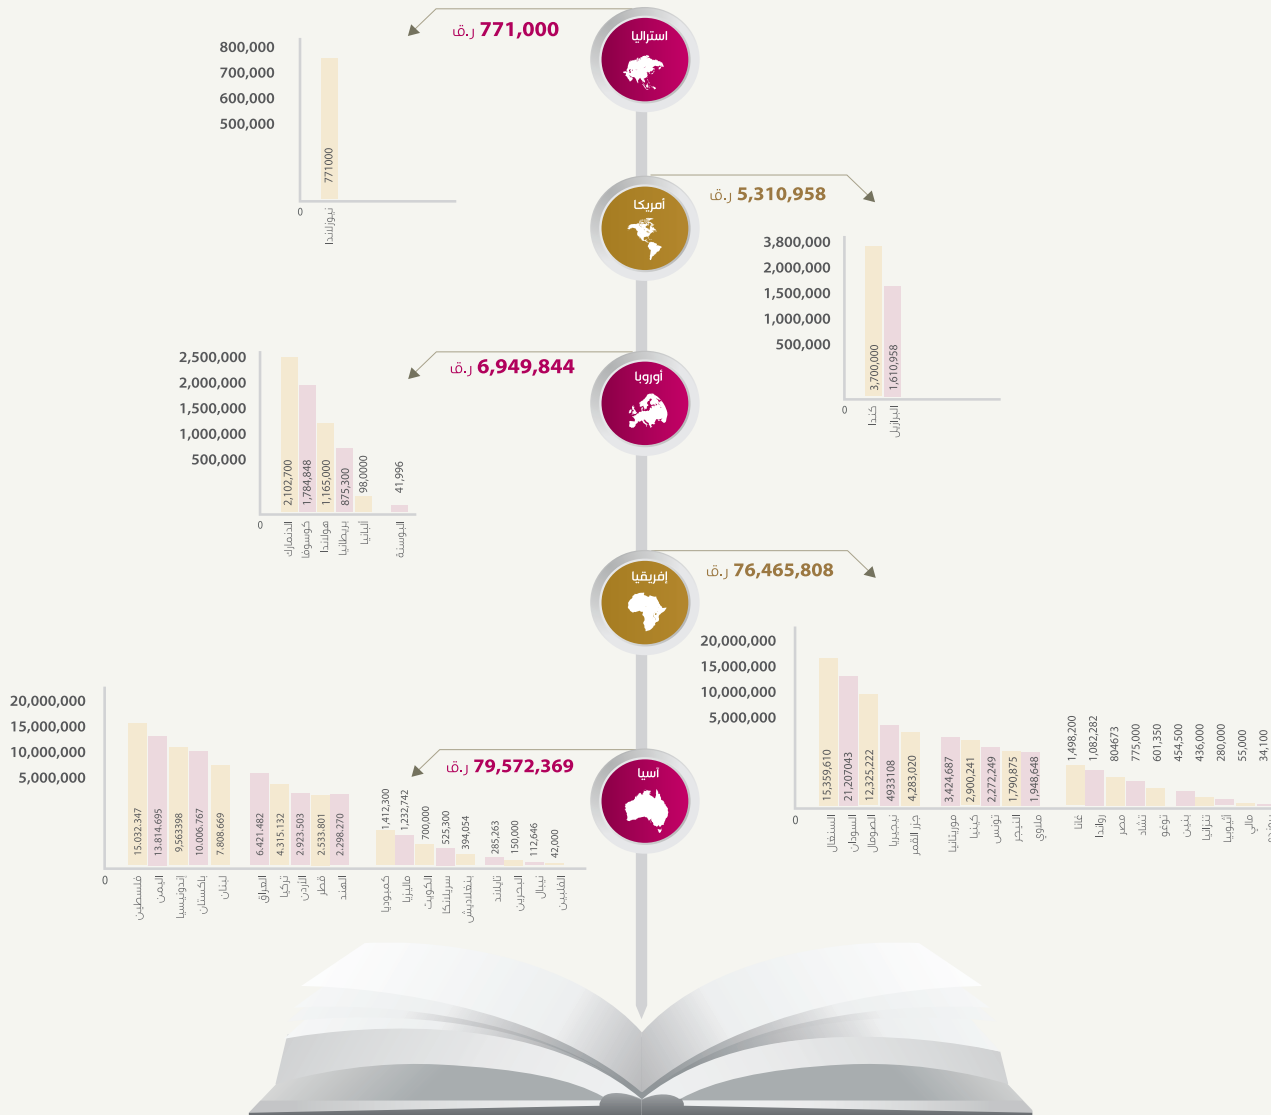 استراليا
771,000 ر.ق
800,000
700,000
600,000
500,000
0
771000
نيوزلاندا
أمريكا
5,310,958 ر.ق
3,800,000
2,000,000
1,500,000
1,000,000
500,000
0
3,700,000
1,610,958
كندا
البرازيل
أوروبا
6,949,844 ر.ق
2,500,000
2,000,000
1,500,000
1,000,000
500,000
0
2,102,700
1,784,848
1,165,000
875,300
98,0000
41,996
الدنمارك
كوسوفا
هولاندا
بريطانيا
ألبانيا
البوسنة
إفريقيا
76,465,808 ر.ق
20,000,000
15,000,000
10,000,000
5,000,000
0
15,359,610
21,207043
12,325,222
4933108
4,283,020
3,424,687
2,900,241
2,272,249
1,790,875
1,948,648
1,498,200
1,082,282
804673
775,000
601,350
454,500
436,000
280,000
55,000
34,100
السنغال
السودان
الصومال
نيجيريا
جزر القمر
موريتانيا
كينيا
تونس
النيجر
ملاوي
غانا
رواندا
مصر
تشاد
توغو
بنين
تنزانيا
اثيوبيا
مالي
آسيا
79,572,369 ر.ق
20,000,000
15,000,000
10,000,000
5,000,000
0
15.032.347
13.814.695
9,563398
10.006.767
7.808.669
6.421.482
4.315.132
2.923.503
2.533.801
2.298.270
1,412,300
1,232,742
700,000
525,300
394,054
285,263
150,000
112,646
42,000
فلسطين
اليمن
إندونيسيا
باكستان
لبنان
العراق
تركيا
الأردن
قطر
الهند
كمبوديا
ماليزيا
الكويت
سريلانكا
بنغلاديش
تايلاند
البحرين
نيبال
الفلبين